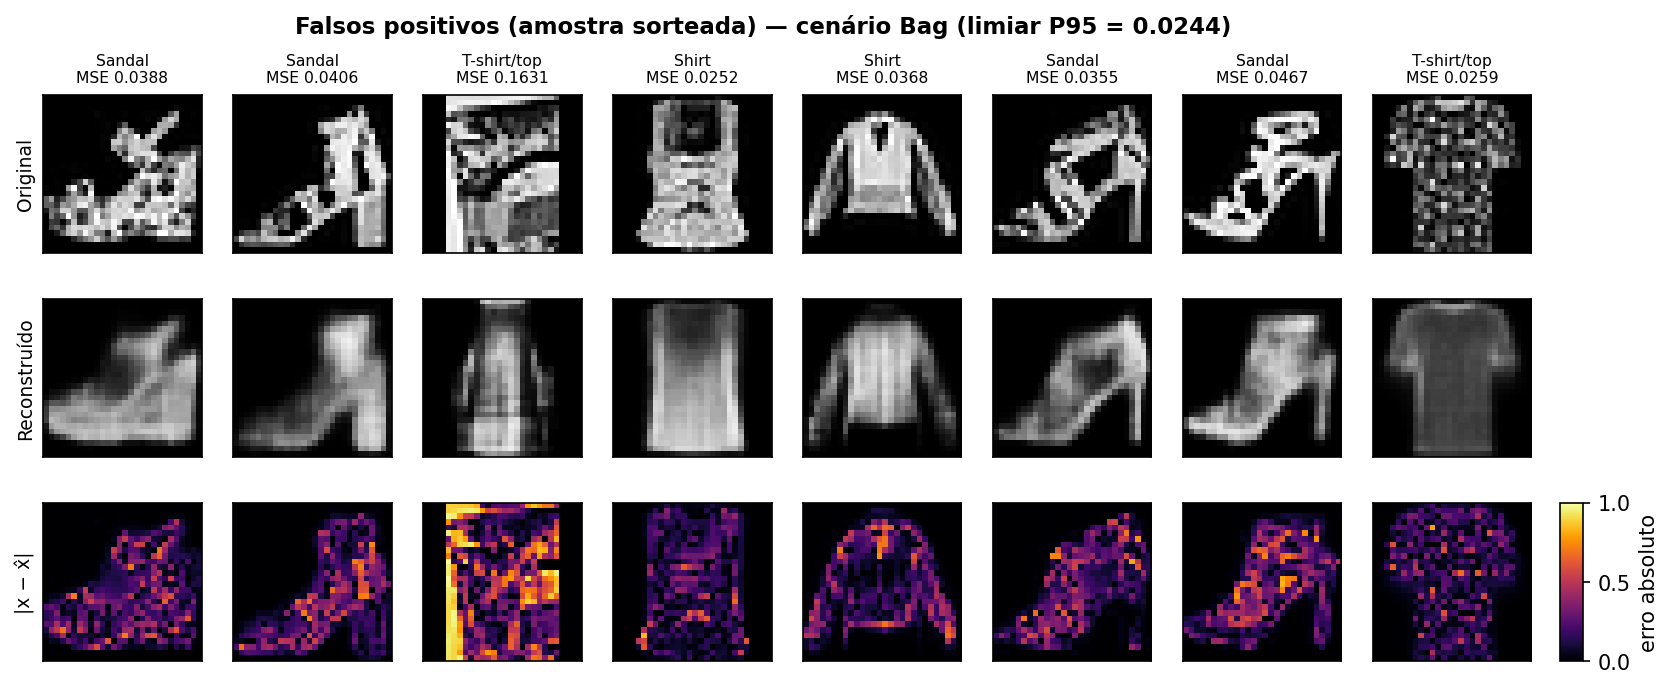 Falsos positivos (amostra sorteada) — cenário Bag (limiar P95 = 0.0244)
Sandal
MSE 0.0388
Sandal
MSE 0.0406
T-shirt/top
MSE 0.1631
Shirt
MSE 0.0252
Shirt
MSE 0.0368
Sandal
MSE 0.0355
Sandal
MSE 0.0467
T-shirt/top
MSE 0.0259
Original
Reconstruído
|x − x̂|
1.0
0.5
0.0
erro absoluto